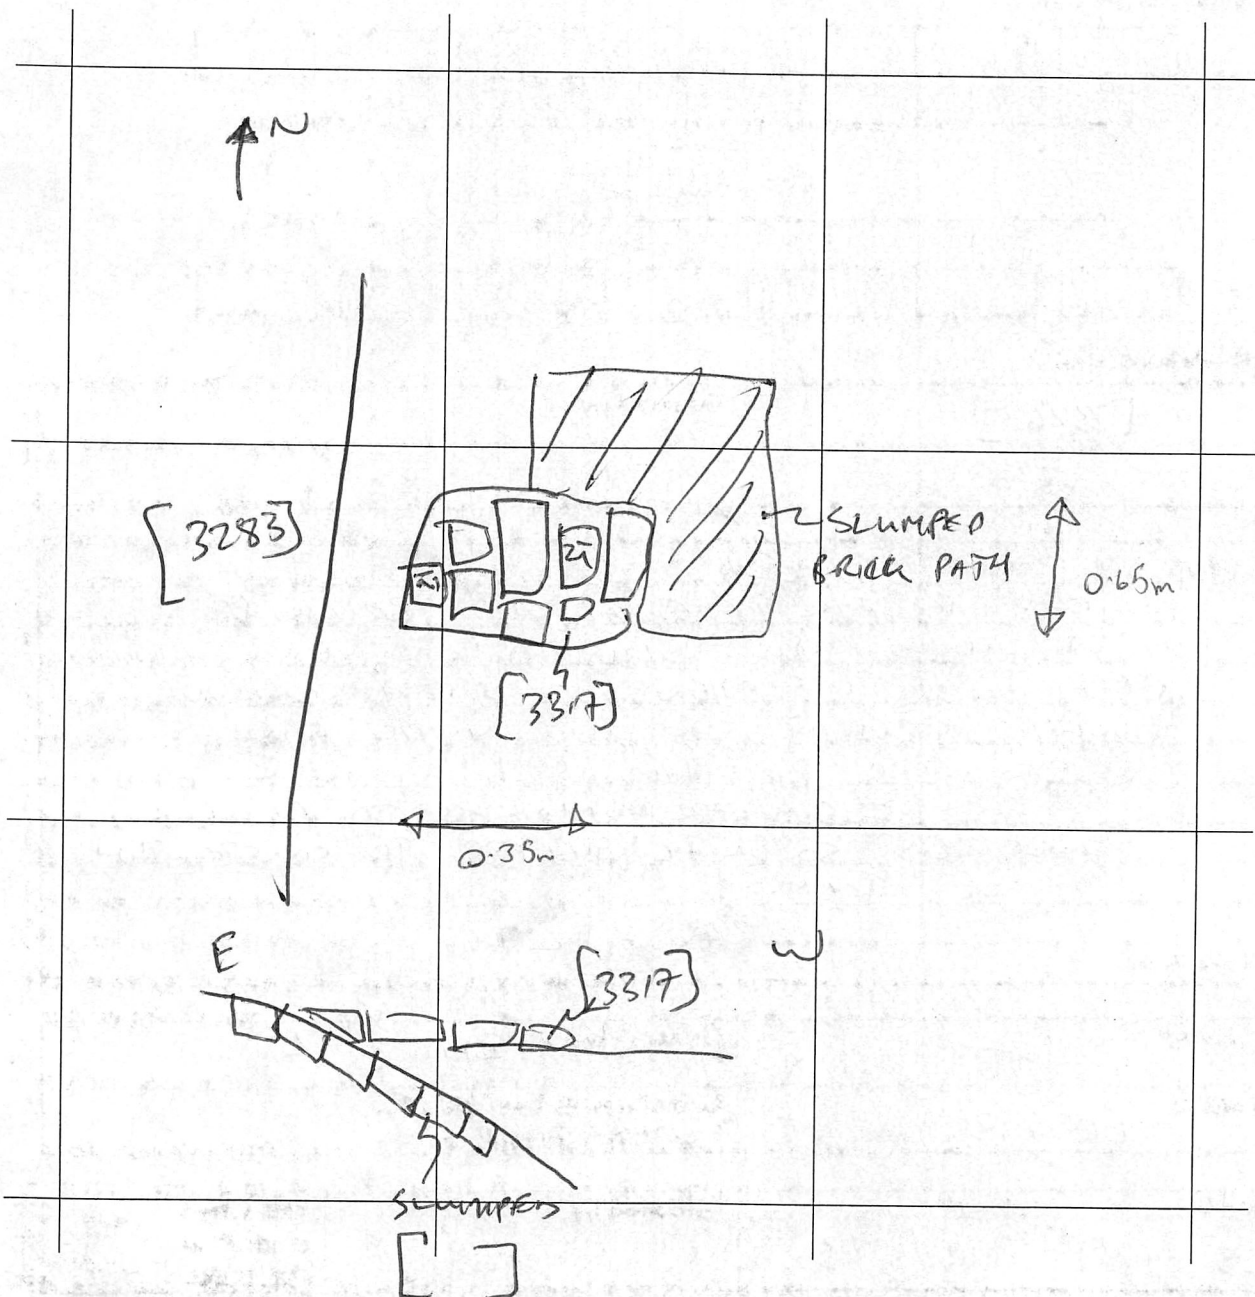 N
[3283]
SLUMPED
BRICK PATH
0.65m
[3317]
0.35m
E
W
[3317]
SLUMPED
[ ]